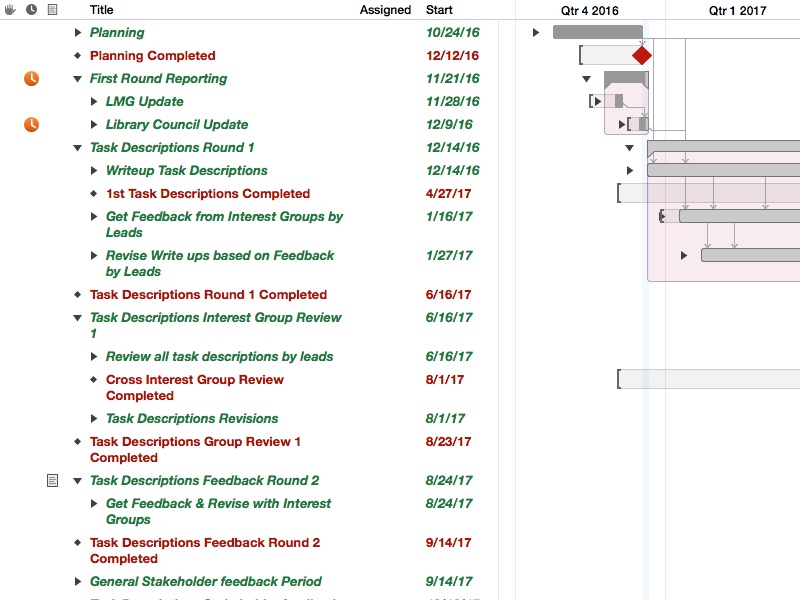 Title Assigned Start Qtr 4 2016 Qtr 1 2017
Planning 10/24/16
Planning Completed 12/12/16
First Round Reporting 11/21/16
LMG Update 11/28/16
Library Council Update 12/9/16
Task Descriptions Round 1 12/14/16
Writeup Task Descriptions 12/14/16
1st Task Descriptions Completed 4/27/17
Get Feedback from Interest Groups by 1/16/17
Leads
Revise Write ups based on Feedback 1/27/17
by Leads
Task Descriptions Round 1 Completed 6/16/17
Task Descriptions Interest Group Review 6/16/17
1
Review all task descriptions by leads 6/16/17
Cross Interest Group Review 8/1/17
Completed
Task Descriptions Revisions 8/1/17
Task Descriptions Group Review 1 8/23/17
Completed
Task Descriptions Feedback Round 2 8/24/17
Get Feedback & Revise with Interest 8/24/17
Groups
Task Descriptions Feedback Round 2 9/14/17
Completed
General Stakeholder feedback Period 9/14/17